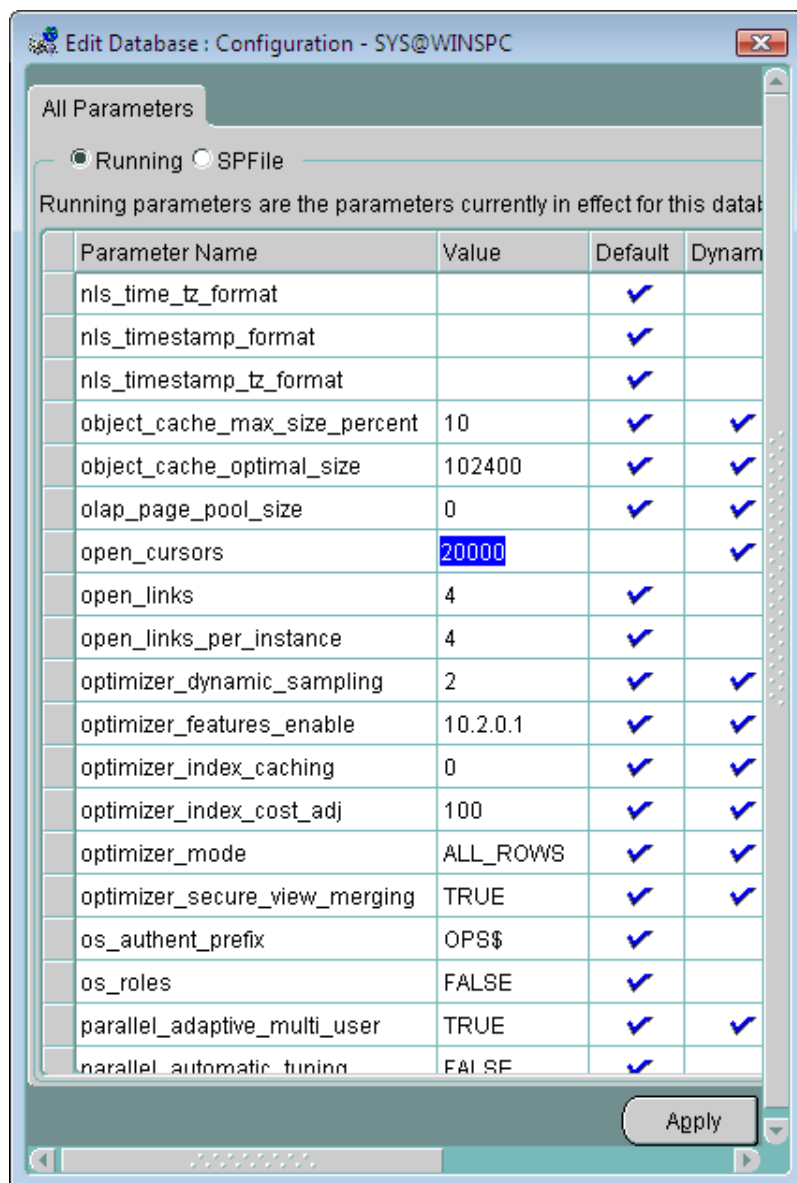 Edit Database : Configuration - SYS@WINSPC
All Parameters
Running SPFile
Running parameters are the parameters currently in effect for this datab
Parameter Name Value Default Dynam
nls_time_tz_format
nls_timestamp_format
nls_timestamp_tz_format
object_cache_max_size_percent 10
object_cache_optimal_size 102400
olap_page_pool_size 0
open_cursors 20000
open_links 4
open_links_per_instance 4
optimizer_dynamic_sampling 2
optimizer_features_enable 10.2.0.1
optimizer_index_caching 0
optimizer_index_cost_adj 100
optimizer_mode ALL_ROWS
optimizer_secure_view_merging TRUE
os_authent_prefix OPS$
os_roles FALSE
parallel_adaptive_multi_user TRUE
parallel_automatic_tuning FALSE
Apply